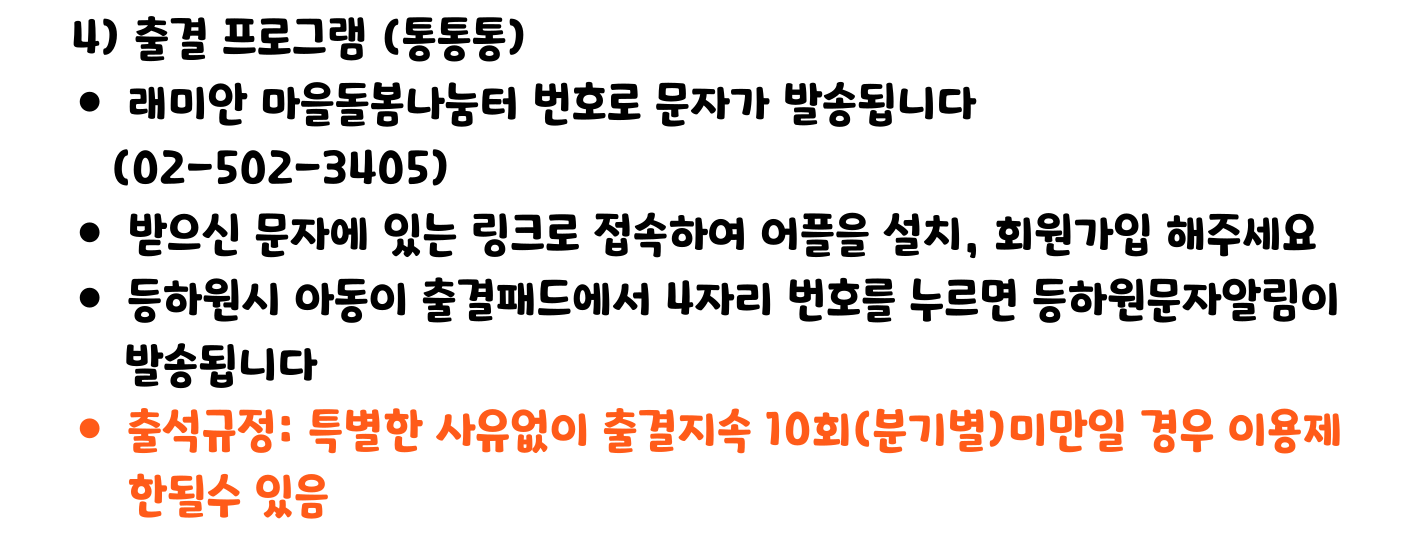 4) 출결 프로그램 (통통통)
• 래미안 마을돌봄나눔터 번호로 문자가 발송됩니다
(02-502-3405)
• 받으신 문자에 있는 링크로 접속하여 어플을 설치, 회원가입 해주세요
• 등하원시 아동이 출결패드에서 4자리 번호를 누르면 등하원문자알림이
발송됩니다
• 출석규정: 특별한 사유없이 출결지속 10회(분기별)미만일 경우 이용제
한될수 있음